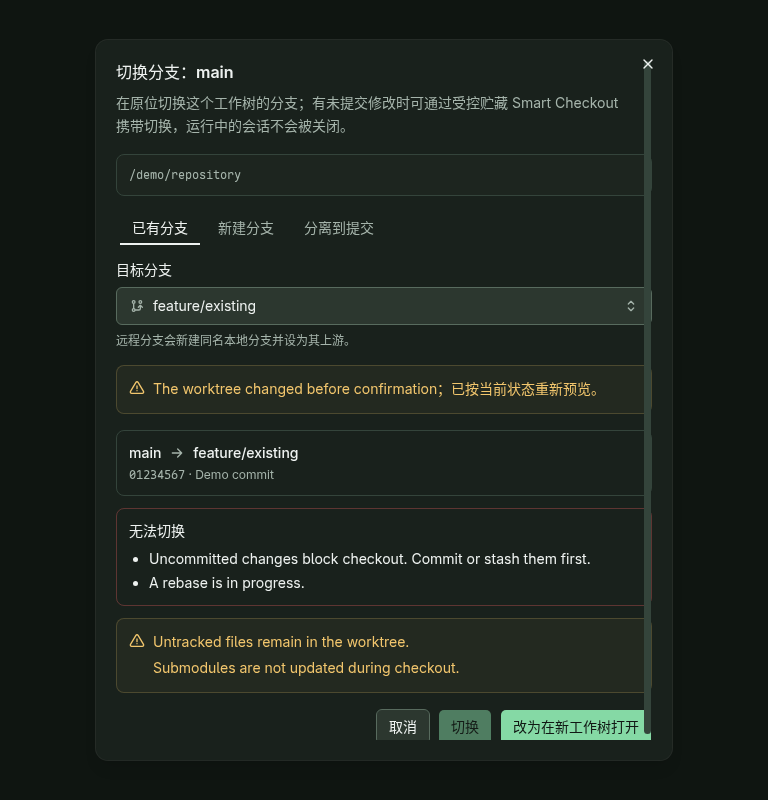 切换分支：main
在原位切换这个工作树的分支；有未提交修改时可通过受控贮藏 Smart Checkout
携带切换，运行中的会话不会被关闭。
/demo/repository
已有分支 新建分支 分离到提交
目标分支
feature/existing
远程分支会新建同名本地分支并设为其上游。
The worktree changed before confirmation；已按当前状态重新预览。
main → feature/existing
01234567 · Demo commit
无法切换
• Uncommitted changes block checkout. Commit or stash them first.
• A rebase is in progress.
Untracked files remain in the worktree.
Submodules are not updated during checkout.
取消 切换 改为在新工作树打开